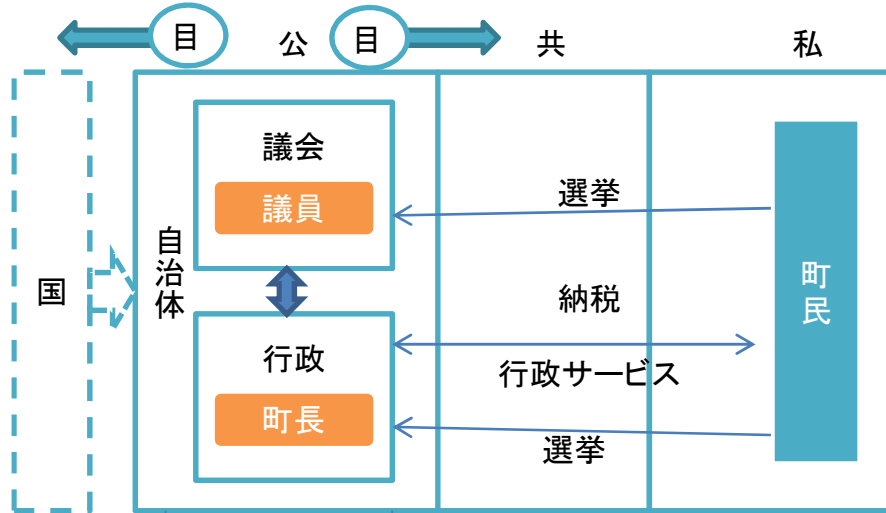 目
公
目
共
私
議会
議員
選挙
自治体
国
町民
納税
行政
行政サービス
町長
選挙